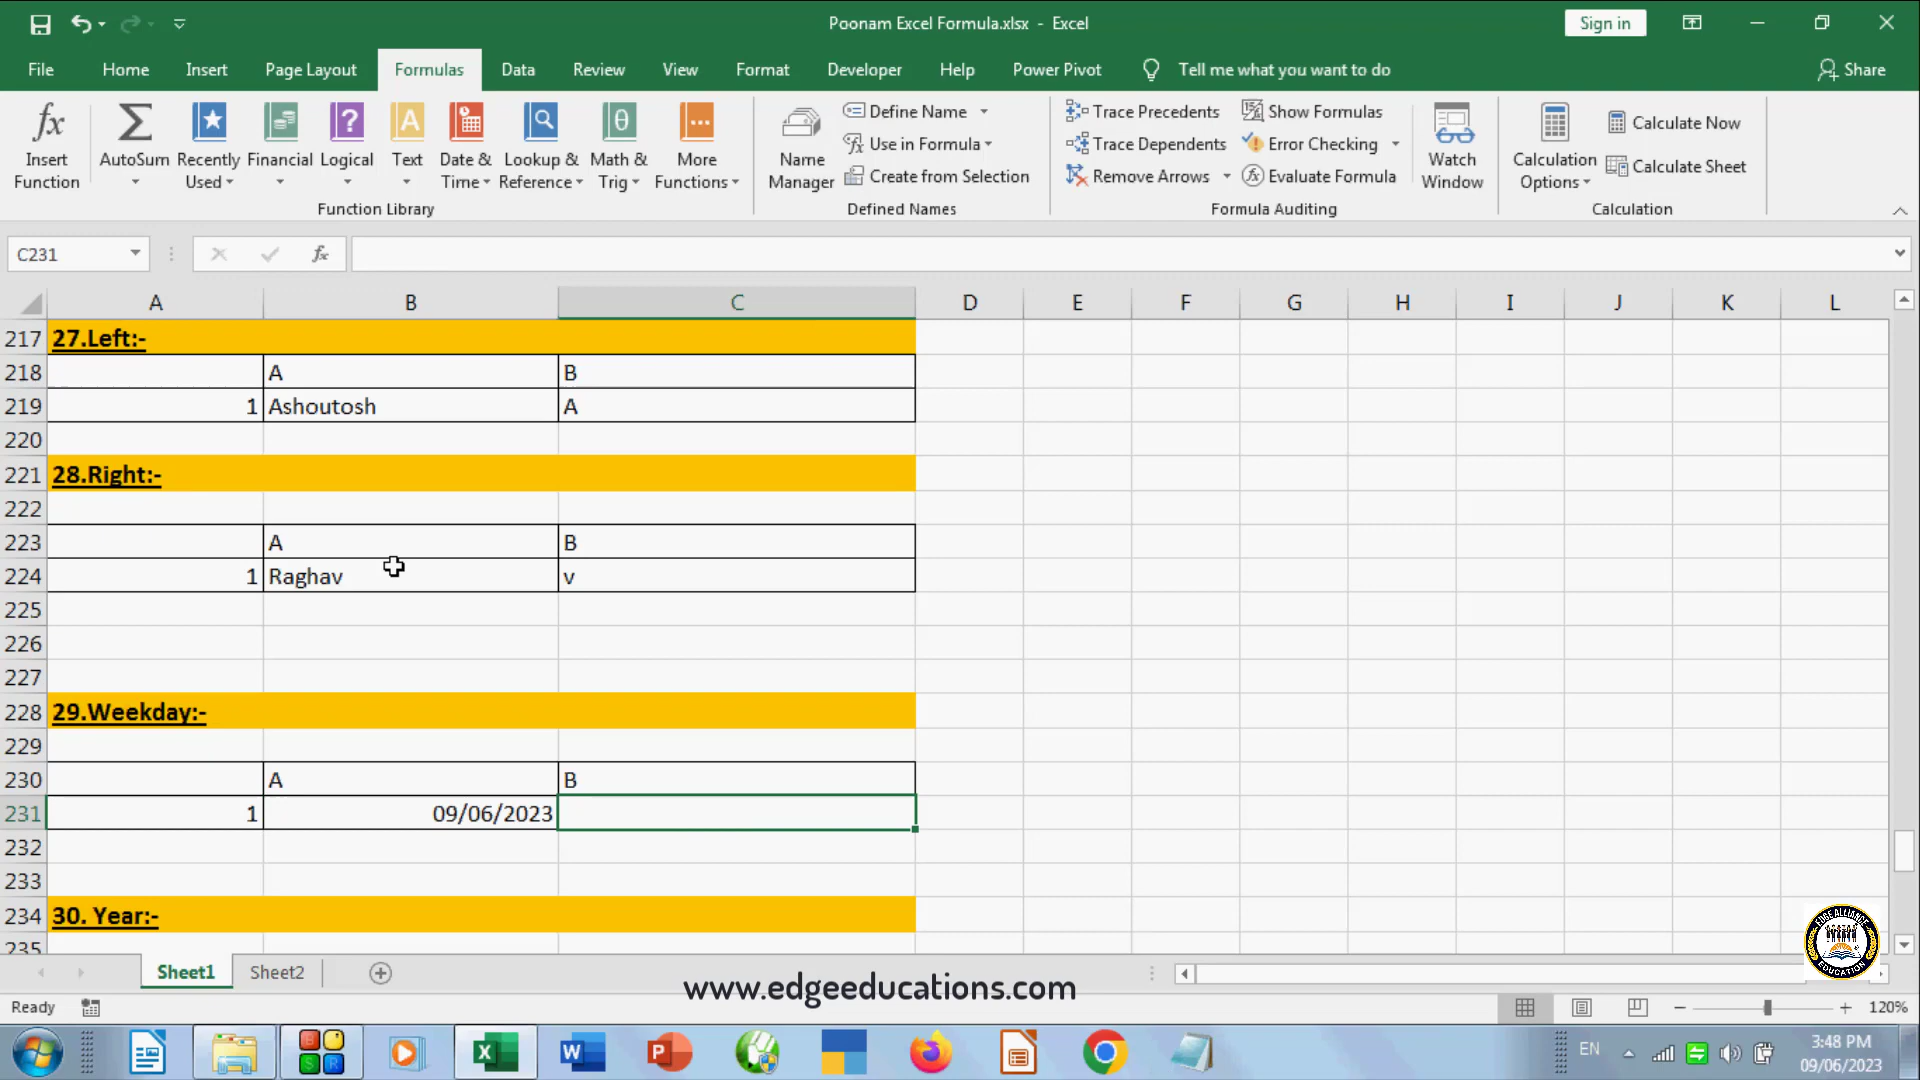 Poonam Excel Formula.xlsx - Excel
Sign in
File Home Insert Page Layout Formulas Data Review View Format Developer Help Power Pivot Tell me what you want to do Share
fx Insert Function
AutoSum
Recently Used
Financial
Logical
Text
Date & Time
Lookup & Reference
Math & Trig
More Functions
Function Library
Name Manager
Define Name
Use in Formula
Create from Selection
Defined Names
Trace Precedents
Trace Dependents
Remove Arrows
Show Formulas
Error Checking
Evaluate Formula
Formula Auditing
Watch Window
Calculation Options
Calculate Now
Calculate Sheet
Calculation
C231 fx
A B C D E F G H I J K L
217 27.Left:-
218 A B
219 1 Ashoutosh A
220
221 28.Right:-
222
223 A B
224 1 Raghav v
225
226
227
228 29.Weekday:-
229
230 A B
231 1 09/06/2023
232
233
234 30. Year:-
235
EDGE ALLIANCE
EDUCATION
Sheet1 Sheet2
www.edgeeducations.com
Ready
120%
EN
3:48 PM
09/06/2023